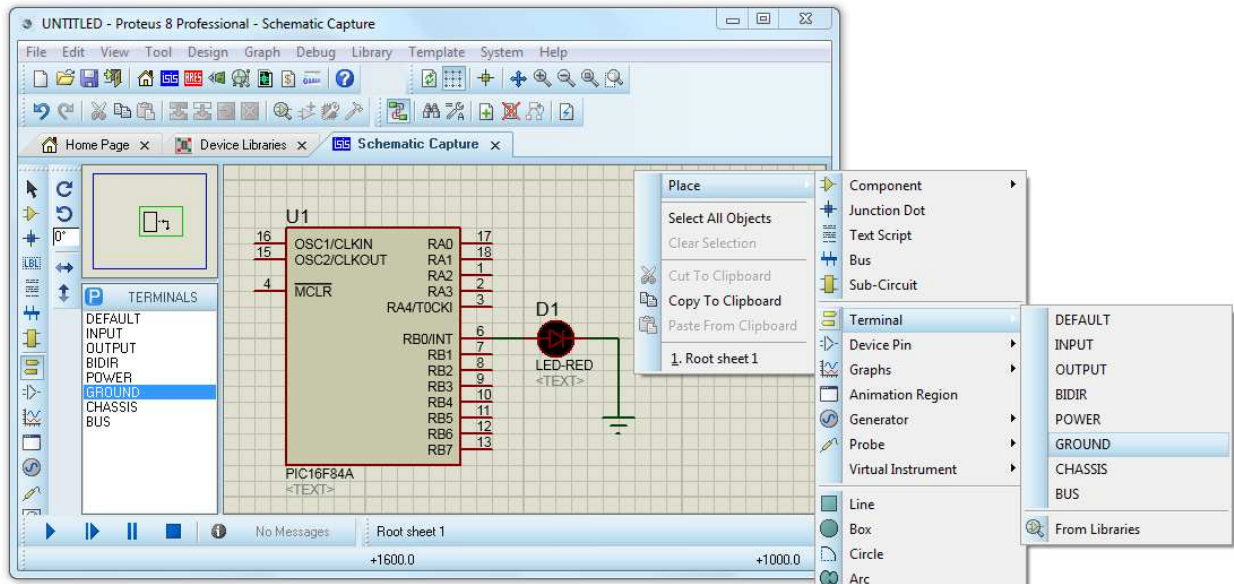 UNTITLED - Proteus 8 Professional - Schematic Capture
File Edit View Tool Design Graph Debug Library Template System Help
Home Page x Device Libraries x Schematic Capture x
0°
LBL
P TERMINALS
DEFAULT
INPUT
OUTPUT
BIDIR
POWER
GROUND
CHASSIS
BUS
U1
16 OSC1/CLKIN RA0 17
15 OSC2/CLKOUT RA1 18
RA2 1
4 MCLR RA3 2
RA4/T0CKI 3
RB0/INT 6
RB1 7
RB2 8
RB3 9
RB4 10
RB5 11
RB6 12
RB7 13
PIC16F84A
<TEXT>
D1
LED-RED
<TEXT>
No Messages Root sheet 1
+1600.0 +1000.0
Place
Select All Objects
Clear Selection
Cut To Clipboard
Copy To Clipboard
Paste From Clipboard
1. Root sheet 1
Component
Junction Dot
Text Script
Bus
Sub-Circuit
Terminal
Device Pin
Graphs
Animation Region
Generator
Probe
Virtual Instrument
Line
Box
Circle
Arc
DEFAULT
INPUT
OUTPUT
BIDIR
POWER
GROUND
CHASSIS
BUS
From Libraries